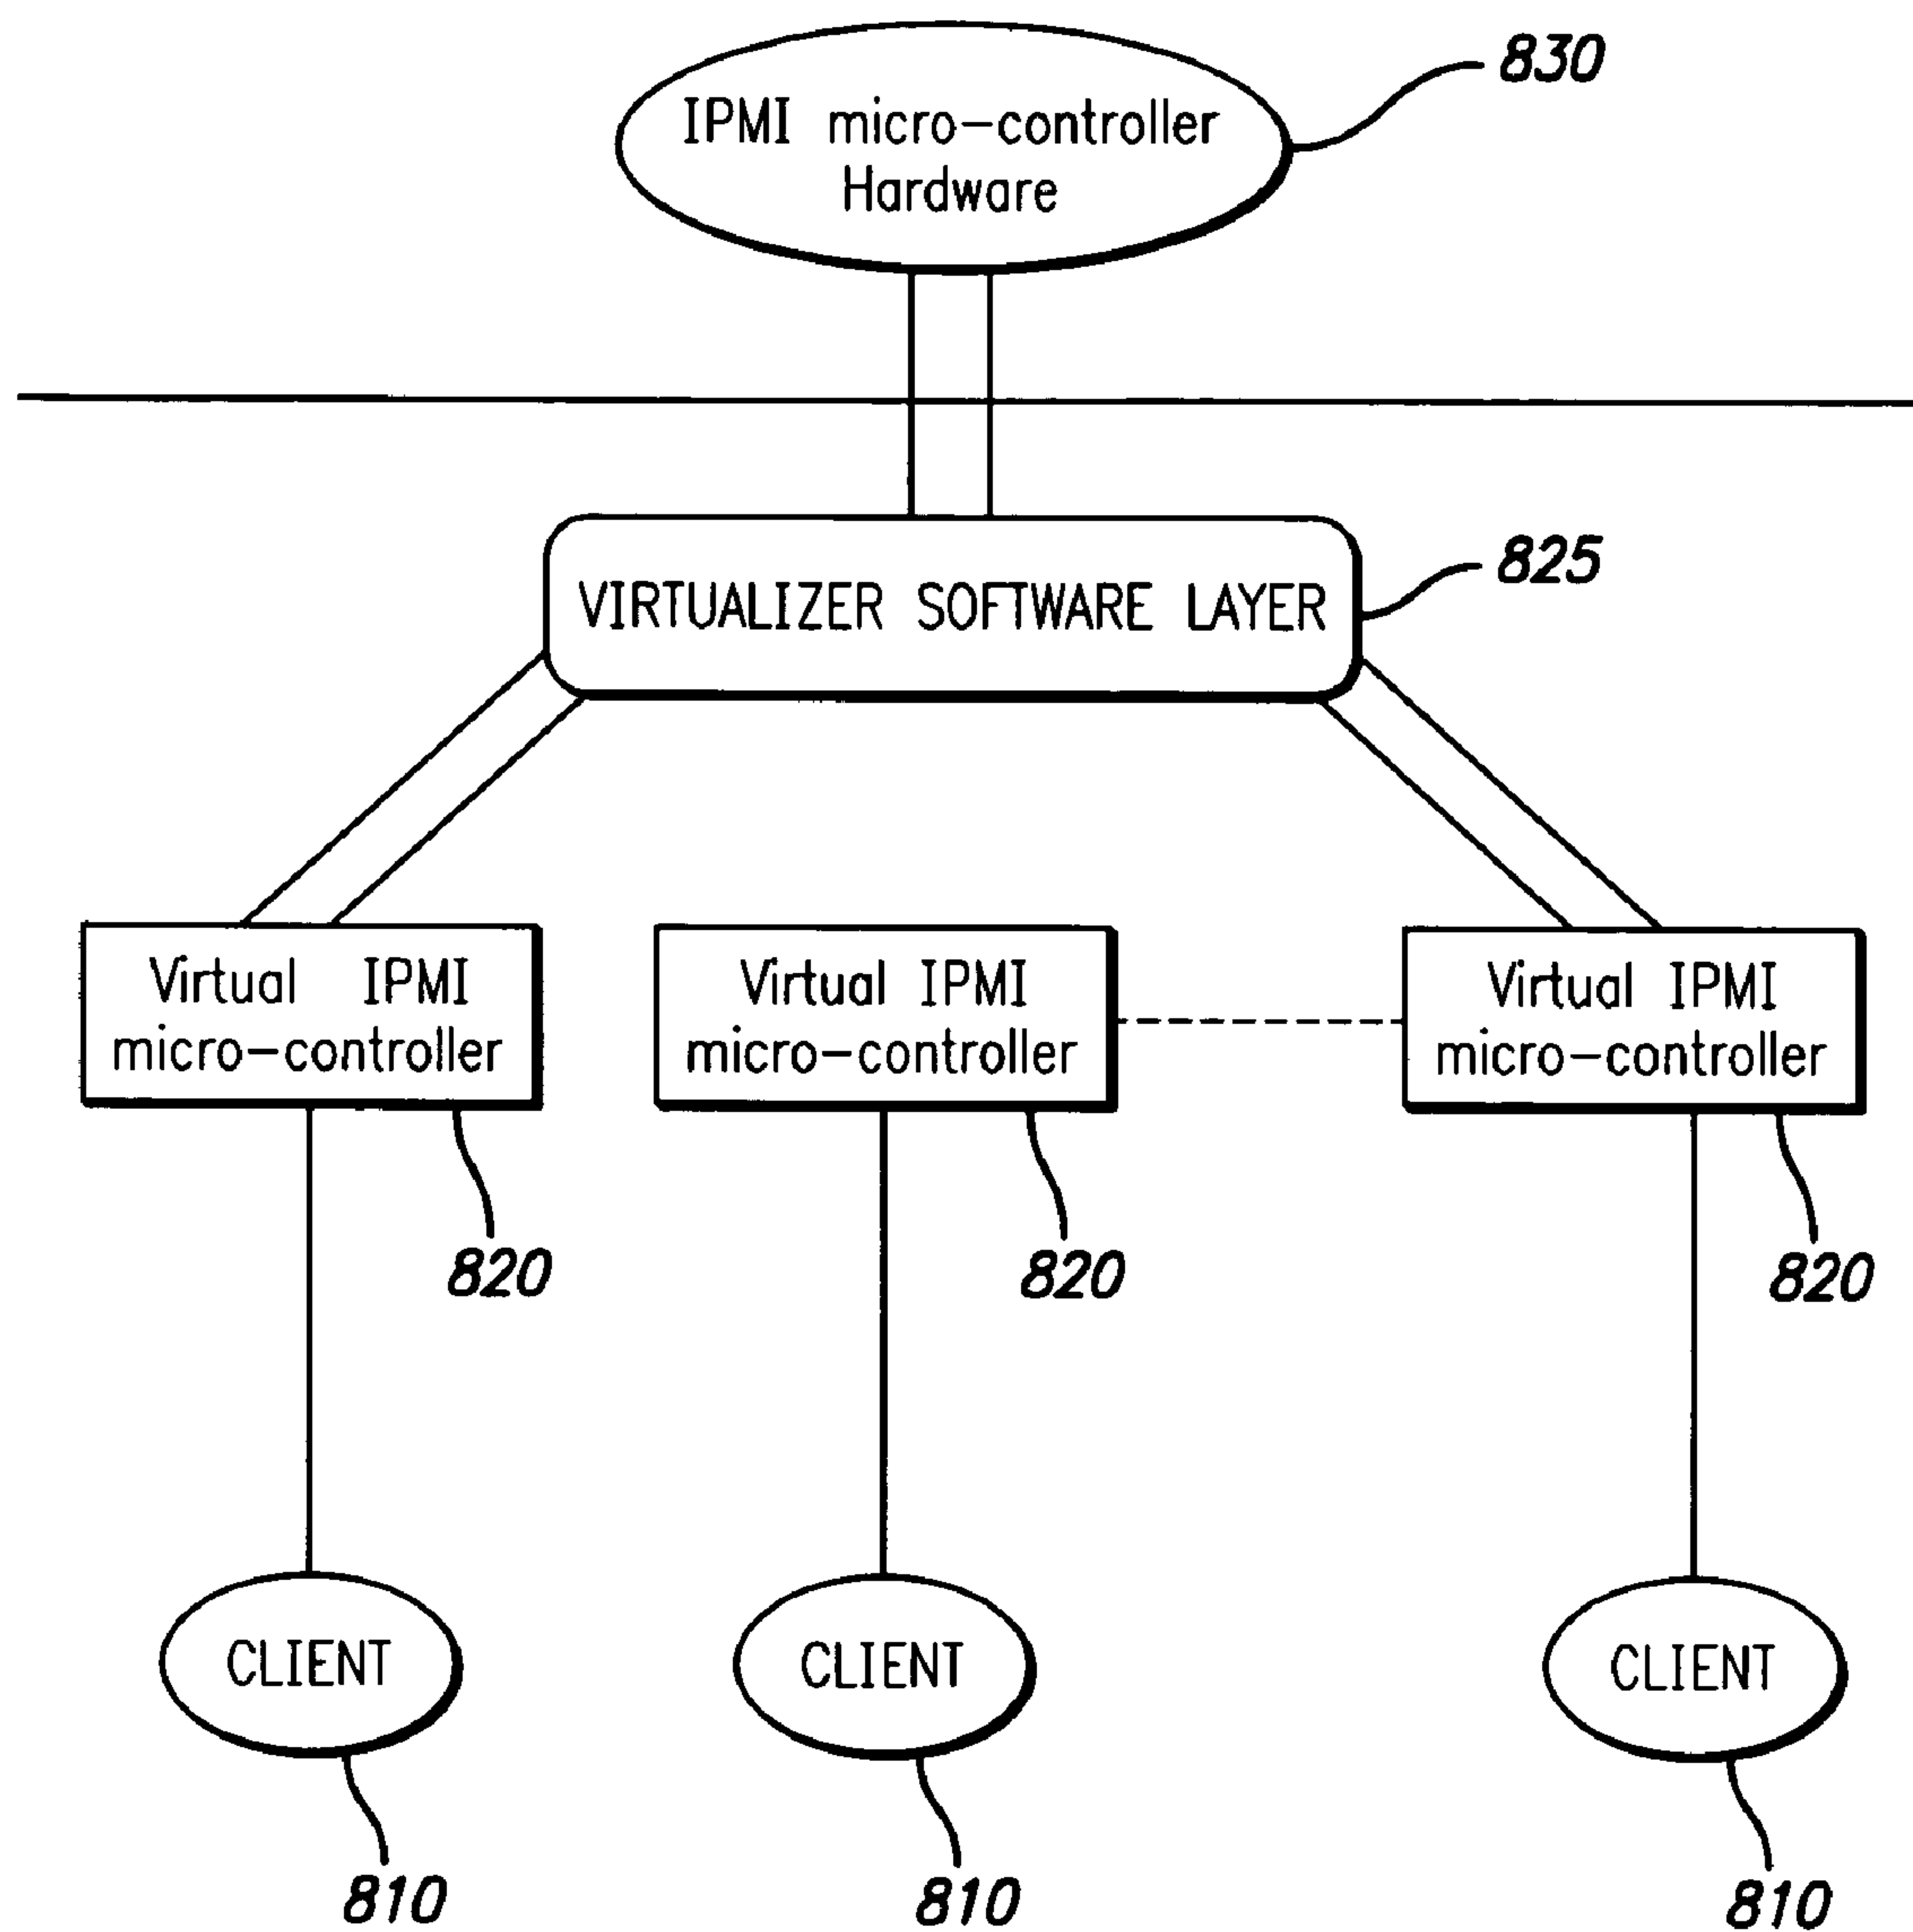 830
IPMI micro-controller
Hardware
825
VIRTUALIZER SOFTWARE LAYER
Virtual IPMI
micro-controller
Virtual IPMI
micro-controller
Virtual IPMI
micro-controller
820
820
820
CLIENT
CLIENT
CLIENT
810
810
810